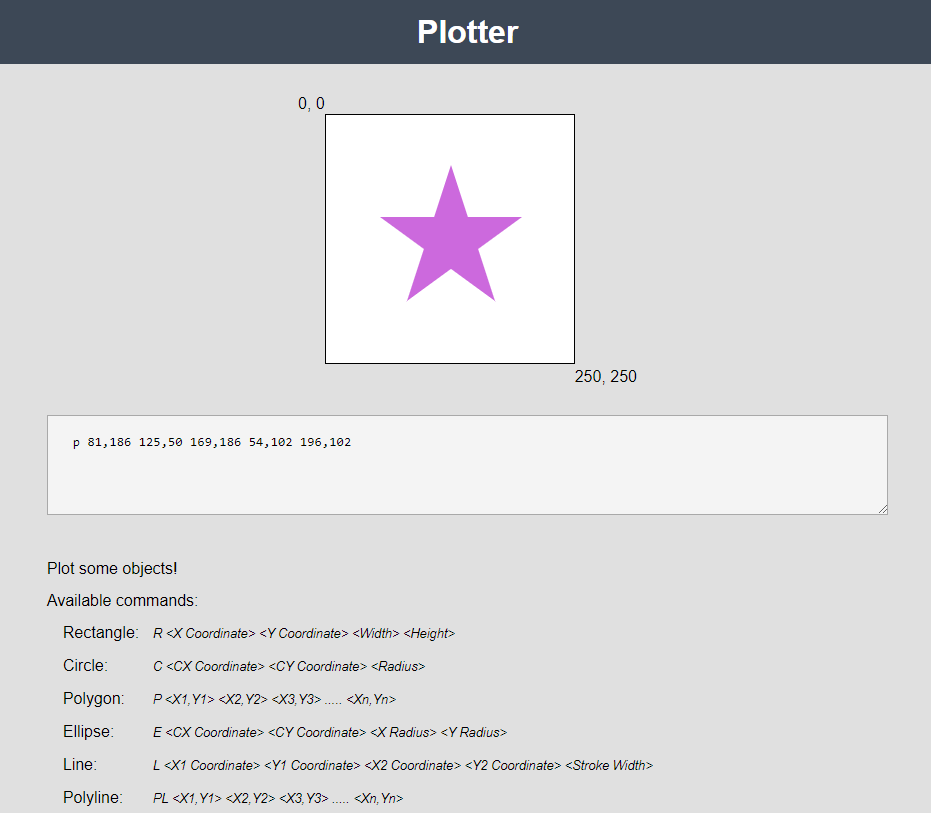 Plotter
0, 0
250, 250
p 81,186 125,50 169,186 54,102 196,102
Plot some objects!
Available commands:
Rectangle: R <X Coordinate> <Y Coordinate> <Width> <Height>
Circle: C <CX Coordinate> <CY Coordinate> <Radius>
Polygon: P <X1,Y1> <X2,Y2> <X3,Y3> ..... <Xn,Yn>
Ellipse: E <CX Coordinate> <CY Coordinate> <X Radius> <Y Radius>
Line: L <X1 Coordinate> <Y1 Coordinate> <X2 Coordinate> <Y2 Coordinate> <Stroke Width>
Polyline: PL <X1,Y1> <X2,Y2> <X3,Y3> ..... <Xn,Yn>